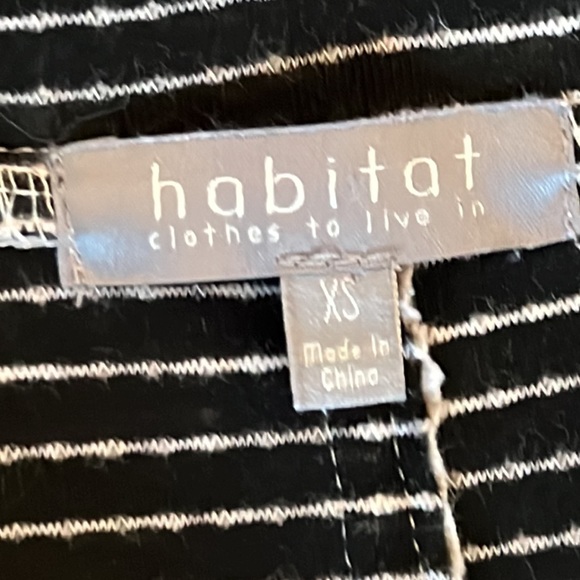 habitat
clothes to live in
XS
Made In
China